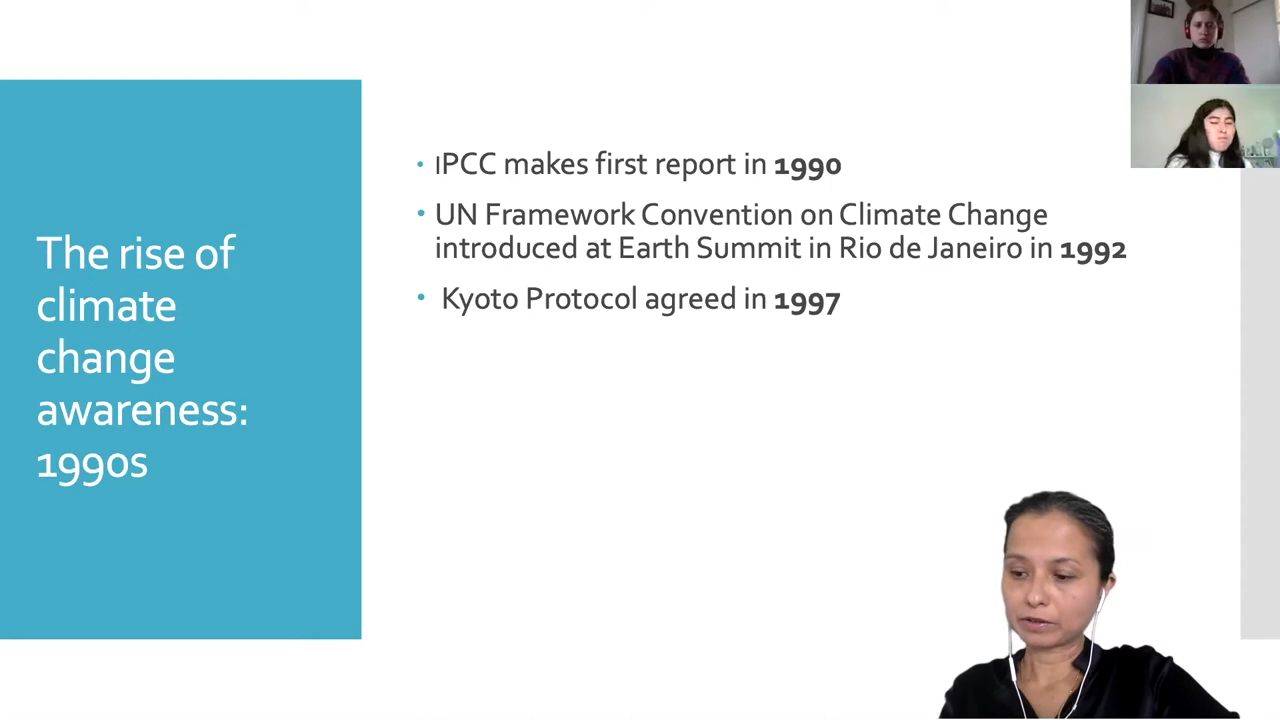 The rise of
climate
change
awareness:
1990s
• IPCC makes first report in 1990
• UN Framework Convention on Climate Change
introduced at Earth Summit in Rio de Janeiro in 1992
• Kyoto Protocol agreed in 1997